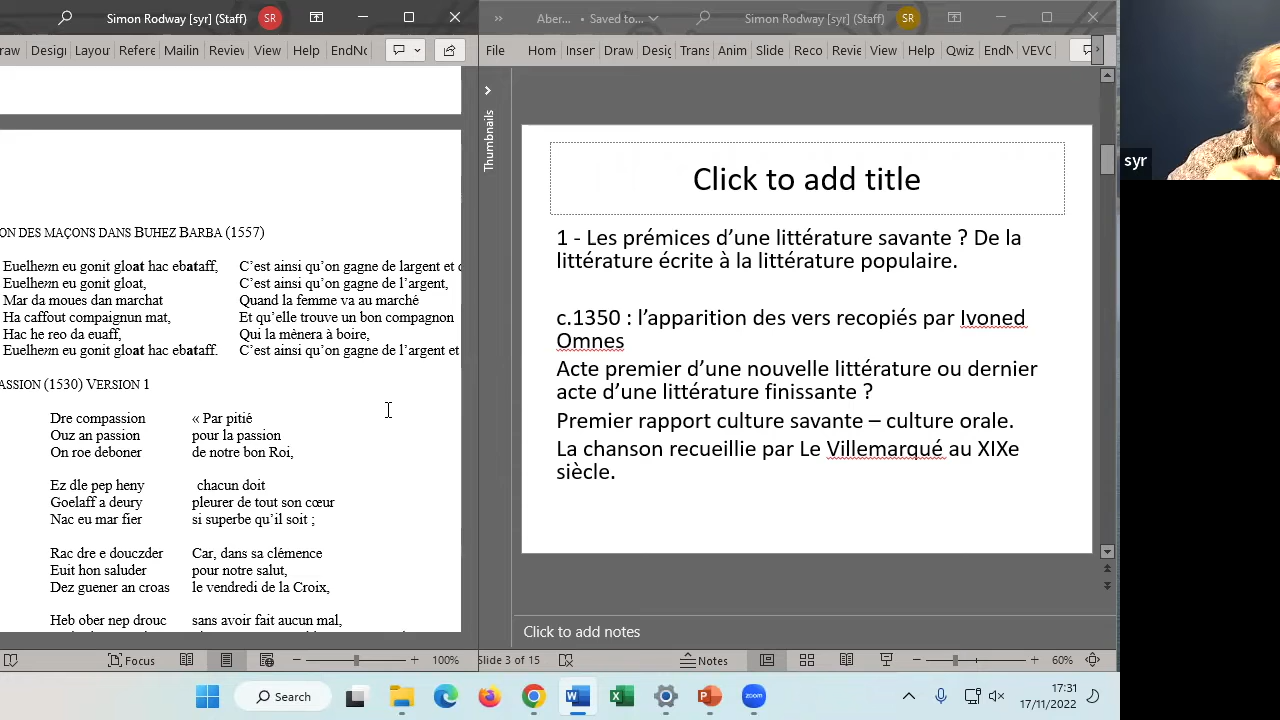 Simon Rodway [syr] (Staff) SR
raw Design Layou Refere Mailin Review View Help EndNo
ON DES MAÇONS DANS BUHEZ BARBA (1557)
Euelhenn eu gonit gloat hac ebataff, C'est ainsi qu'on gagne de largent et
Euelhenn eu gonit gloat, C'est ainsi qu'on gagne de l'argent,
Mar da moues dan marchat Quand la femme va au marché
Ha caffout compaignun mat, Et qu'elle trouve un bon compagnon
Hac he reo da euaff, Qui la mènera à boire,
Euelhenn eu gonit gloat hac ebataff. C'est ainsi qu'on gagne de l'argent et
ASSION (1530) VERSION 1
Dre compassion « Par pitié
Ouz an passion pour la passion
On roe deboner de notre bon Roi,
Ez dle pep heny chacun doit
Goelaff a deury pleurer de tout son cœur
Nac eu mar fier si superbe qu'il soit ;
Rac dre e douczder Car, dans sa clémence
Euit hon saluder pour notre salut,
Dez guener an croas le vendredi de la Croix,
Heb ober nep drouc sans avoir fait aucun mal,
Focus 100%
» Aber... • Saved to... Simon Rodway [syr] (Staff) SR
File Hom Inser Draw Desig Trans Anim Slide Reco Revie View Help Qwiz EndN VEVC
Thumbnails
Click to add title
1 - Les prémices d'une littérature savante ? De la
littérature écrite à la littérature populaire.
c.1350 : l'apparition des vers recopiés par Ivoned
Omnes
Acte premier d'une nouvelle littérature ou dernier
acte d'une littérature finissante ?
Premier rapport culture savante – culture orale.
La chanson recueillie par Le Villemarqué au XIXe
siècle.
Click to add notes
Slide 3 of 15 Notes 60%
syr
Search
zoom
17:31
17/11/2022